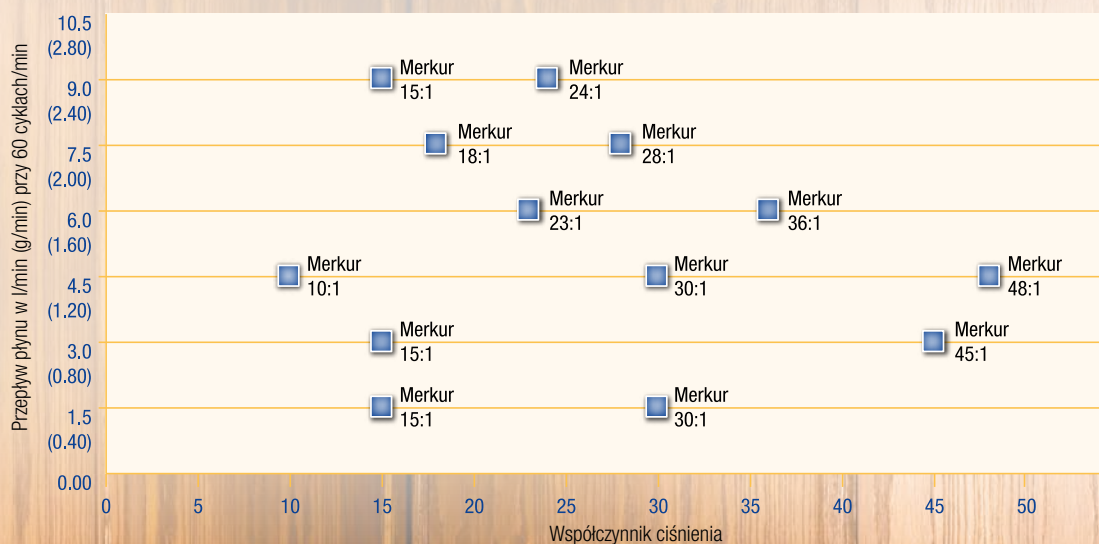 Przepływ płynu w l/min (g/min) przy 60 cyklach/min
10.5
(2.80)
9.0
(2.40)
7.5
(2.00)
6.0
(1.60)
4.5
(1.20)
3.0
(0.80)
1.5
(0.40)
0.00
Merkur
15:1
Merkur
24:1
Merkur
18:1
Merkur
28:1
Merkur
23:1
Merkur
36:1
Merkur
10:1
Merkur
30:1
Merkur
48:1
Merkur
15:1
Merkur
45:1
Merkur
15:1
Merkur
30:1
0 5 10 15 20 25 30 35 40 45 50
Współczynnik ciśnienia